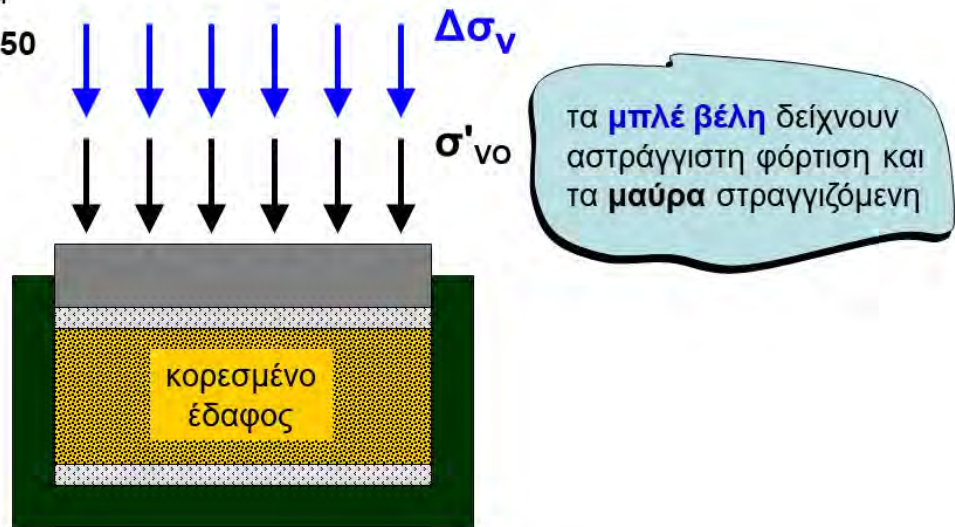 50
Δσᵥ
σ'VO
τα μπλέ βέλη δείχνουν
αστράγγιστη φόρτιση και
τα μαύρα στραγγιζόμενη
κορεσμένο
έδαφος